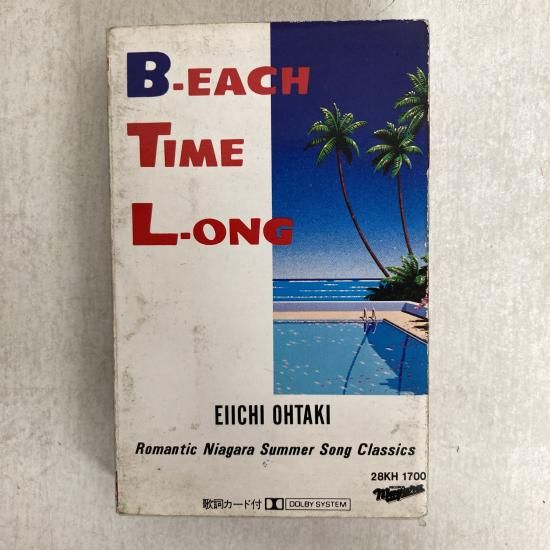 B-EACH
TIME
L-ONG
EIICHI OHTAKI
Romantic Niagara Summer Song Classics
28KH 1700
Niagara
歌詞カード付 DOLBY SYSTEM